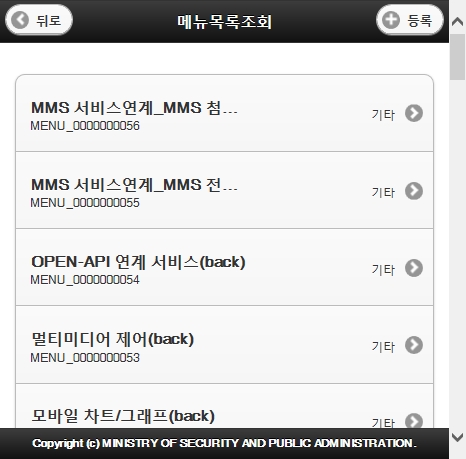 뒤로
메뉴목록조회
등록
MMS 서비스연계_MMS 첨...
MENU_0000000056
기타
MMS 서비스연계_MMS 전...
MENU_0000000055
기타
OPEN-API 연계 서비스(back)
MENU_0000000054
기타
멀티미디어 제어(back)
MENU_0000000053
기타
모바일 차트/그래프(back)
기타
Copyright (c) MINISTRY OF SECURITY AND PUBLIC ADMINISTRATION.